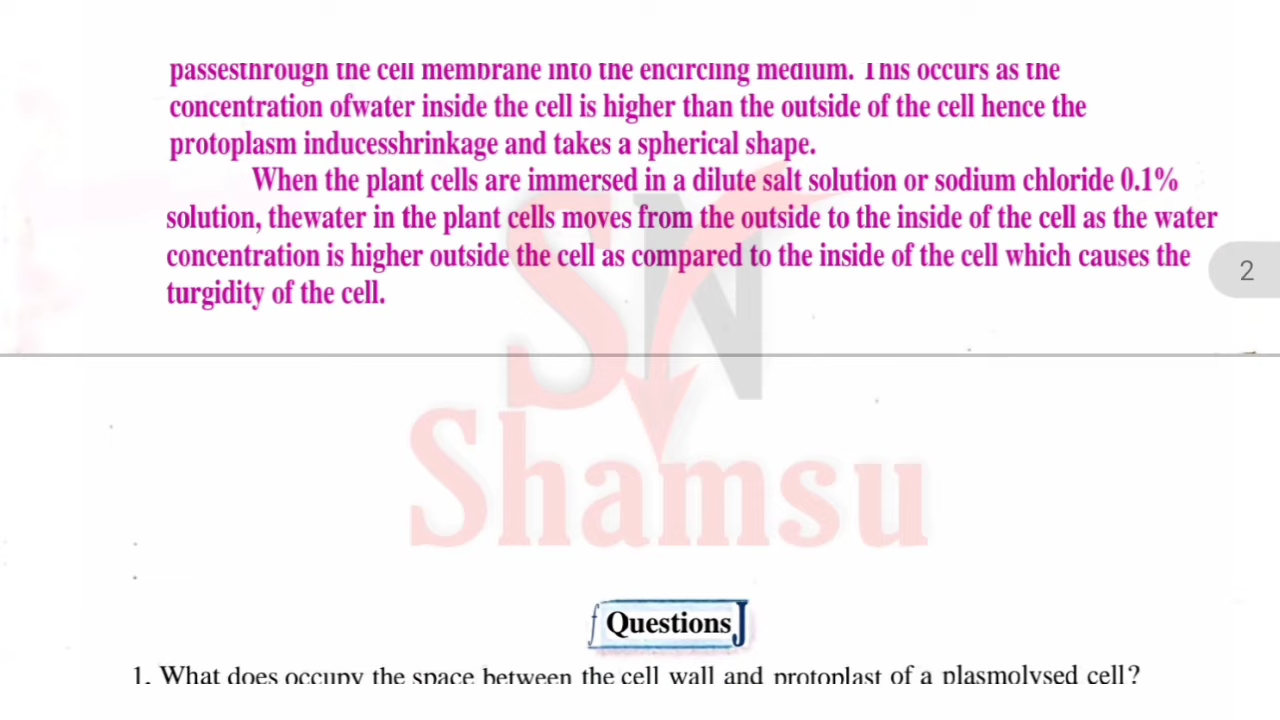 passesthrough the cell membrane into the encircling medium. This occurs as the
concentration ofwater inside the cell is higher than the outside of the cell hence the
protoplasm inducesshrinkage and takes a spherical shape.
When the plant cells are immersed in a dilute salt solution or sodium chloride 0.1%
solution, thewater in the plant cells moves from the outside to the inside of the cell as the water
concentration is higher outside the cell as compared to the inside of the cell which causes the
turgidity of the cell.
2
SN
Shamsu
Questions
1. What does occupy the space between the cell wall and protoplast of a plasmolysed cell?